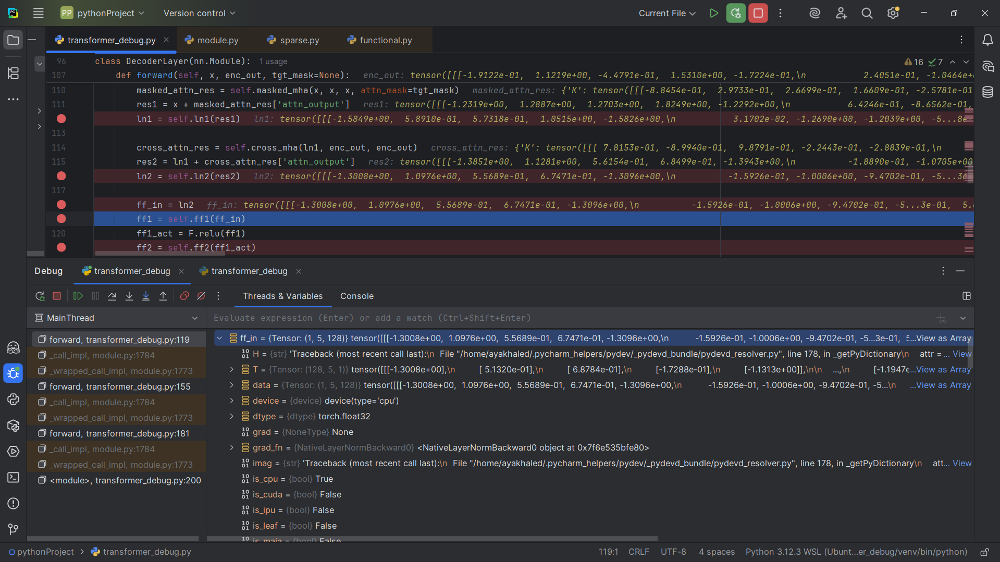 PC
PP pythonProject Version control Current File
transformer_debug.py module.py sparse.py functional.py
96 class DecoderLayer(nn.Module): 1 usage 16 7
107 def forward(self, x, enc_out, tgt_mask=None): enc_out: tensor([[[-1.9122e-01, 1.1219e+00, -4.4791e-01, 1.5310e+00, -1.7224e-01,\n 2.4051e-01, -1.0464e+
110 masked_attn_res = self.masked_mha(x, x, x, attn_mask=tgt_mask) masked_attn_res: {'K': tensor([[[-8.8454e-01, 2.9733e-01, 2.6699e-01, 1.6609e-01, -2.5781e-01
111 res1 = x + masked_attn_res['attn_output'] res1: tensor([[[-1.2319e+00, 1.2887e+00, 1.2703e+00, 1.8249e+00, -1.2292e+00,\n 6.4246e-01, -8.6562e-01,
ln1 = self.ln1(res1) ln1: tensor([[[-1.5849e+00, 5.8910e-01, 5.7318e-01, 1.0515e+00, -1.5826e+00,\n 3.1702e-02, -1.2690e+00, -1.2039e+00, -5...8e
113
114 cross_attn_res = self.cross_mha(ln1, enc_out, enc_out) cross_attn_res: {'K': tensor([[[ 7.8153e-01, -8.9940e-01, 9.8791e-01, -2.2443e-01, -2.8839e-01,\n
115 res2 = ln1 + cross_attn_res['attn_output'] res2: tensor([[[-1.3851e+00, 1.1281e+00, 5.6154e-01, 6.8499e-01, -1.3943e+00,\n -1.8890e-01, -1.0705e+00
ln2 = self.ln2(res2) ln2: tensor([[[-1.3008e+00, 1.0976e+00, 5.5689e-01, 6.7471e-01, -1.3096e+00,\n -1.5926e-01, -1.0006e+00, -9.4702e-01, -5...3e
117
ff_in = ln2 ff_in: tensor([[[-1.3008e+00, 1.0976e+00, 5.5689e-01, 6.7471e-01, -1.3096e+00,\n -1.5926e-01, -1.0006e+00, -9.4702e-01, -5...3e-01, 5.
ff1 = self.ff1(ff_in)
120 ff1_act = F.relu(ff1)
ff2 = self.ff2(ff1_act)
Debug transformer_debug transformer_debug
Threads & Variables Console
MainThread Evaluate expression (Enter) or add a watch (Ctrl+Shift+Enter)
forward, transformer_debug.py:119
_call_impl, module.py:1784
_wrapped_call_impl, module.py:1773
forward, transformer_debug.py:155
_call_impl, module.py:1784
_wrapped_call_impl, module.py:1773
forward, transformer_debug.py:181
_call_impl, module.py:1784
_wrapped_call_impl, module.py:1773
<module>, transformer_debug.py:200
ff_in = {Tensor: (1, 5, 128)} tensor([[[-1.3008e+00, 1.0976e+00, 5.5689e-01, 6.7471e-01, -1.3096e+00,\n -1.5926e-01, -1.0006e+00, -9.4702e-01, -5...3e-01, 5...View as Array
H = {str} 'Traceback (most recent call last):\n File "/home/ayakhaled/.pycharm_helpers/pydev/_pydevd_bundle/pydevd_resolver.py", line 178, in _getPyDictionary\n attr =... View
T = {Tensor: (128, 5, 1)} tensor([[[-1.3008e+00],\n [ 5.1320e-01],\n [ 6.8784e-01],\n [-1.7288e-01],\n [-1.1313e+00]],\n\n ...,\n [-1.1947e...View as Array
data = {Tensor: (1, 5, 128)} tensor([[[-1.3008e+00, 1.0976e+00, 5.5689e-01, 6.7471e-01, -1.3096e+00,\n -1.5926e-01, -1.0006e+00, -9.4702e-01, -5...\n ...View as Array
device = {device} device(type='cpu')
dtype = {dtype} torch.float32
grad = {NoneType} None
grad_fn = {NativeLayerNormBackward0} <NativeLayerNormBackward0 object at 0x7f6e535bfe80>
imag = {str} 'Traceback (most recent call last):\n File "/home/ayakhaled/.pycharm_helpers/pydev/_pydevd_bundle/pydevd_resolver.py", line 178, in _getPyDictionary\n att... View
is_cpu = {bool} True
is_cuda = {bool} False
is_ipu = {bool} False
is_leaf = {bool} False
is_maia = {bool} False
pythonProject > transformer_debug.py 119:1 CRLF UTF-8 4 spaces Python 3.12.3 WSL (Ubunt...er_debug/venv/bin/python)